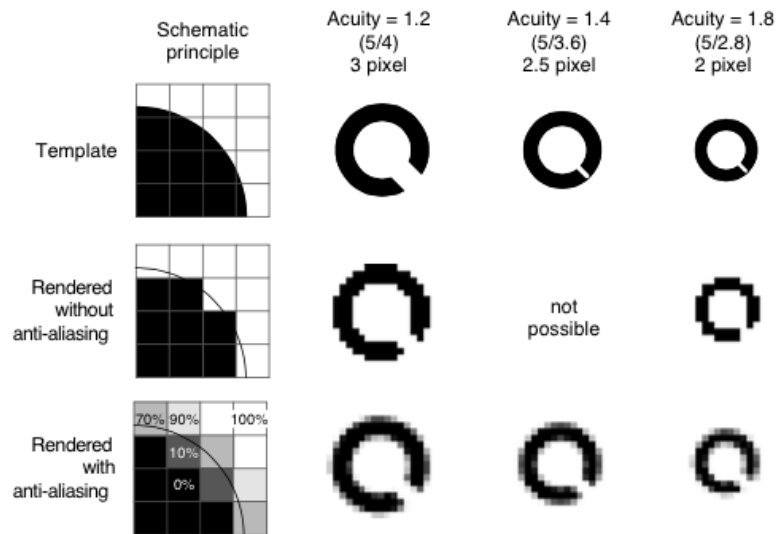 Schematic
principle
Acuity = 1.2
(5/4)
3 pixel
Acuity = 1.4
(5/3.6)
2.5 pixel
Acuity = 1.8
(5/2.8)
2 pixel
Template
Rendered
without
anti-aliasing
not
possible
Rendered
with
anti-aliasing
70% 90% 100%
10%
0%